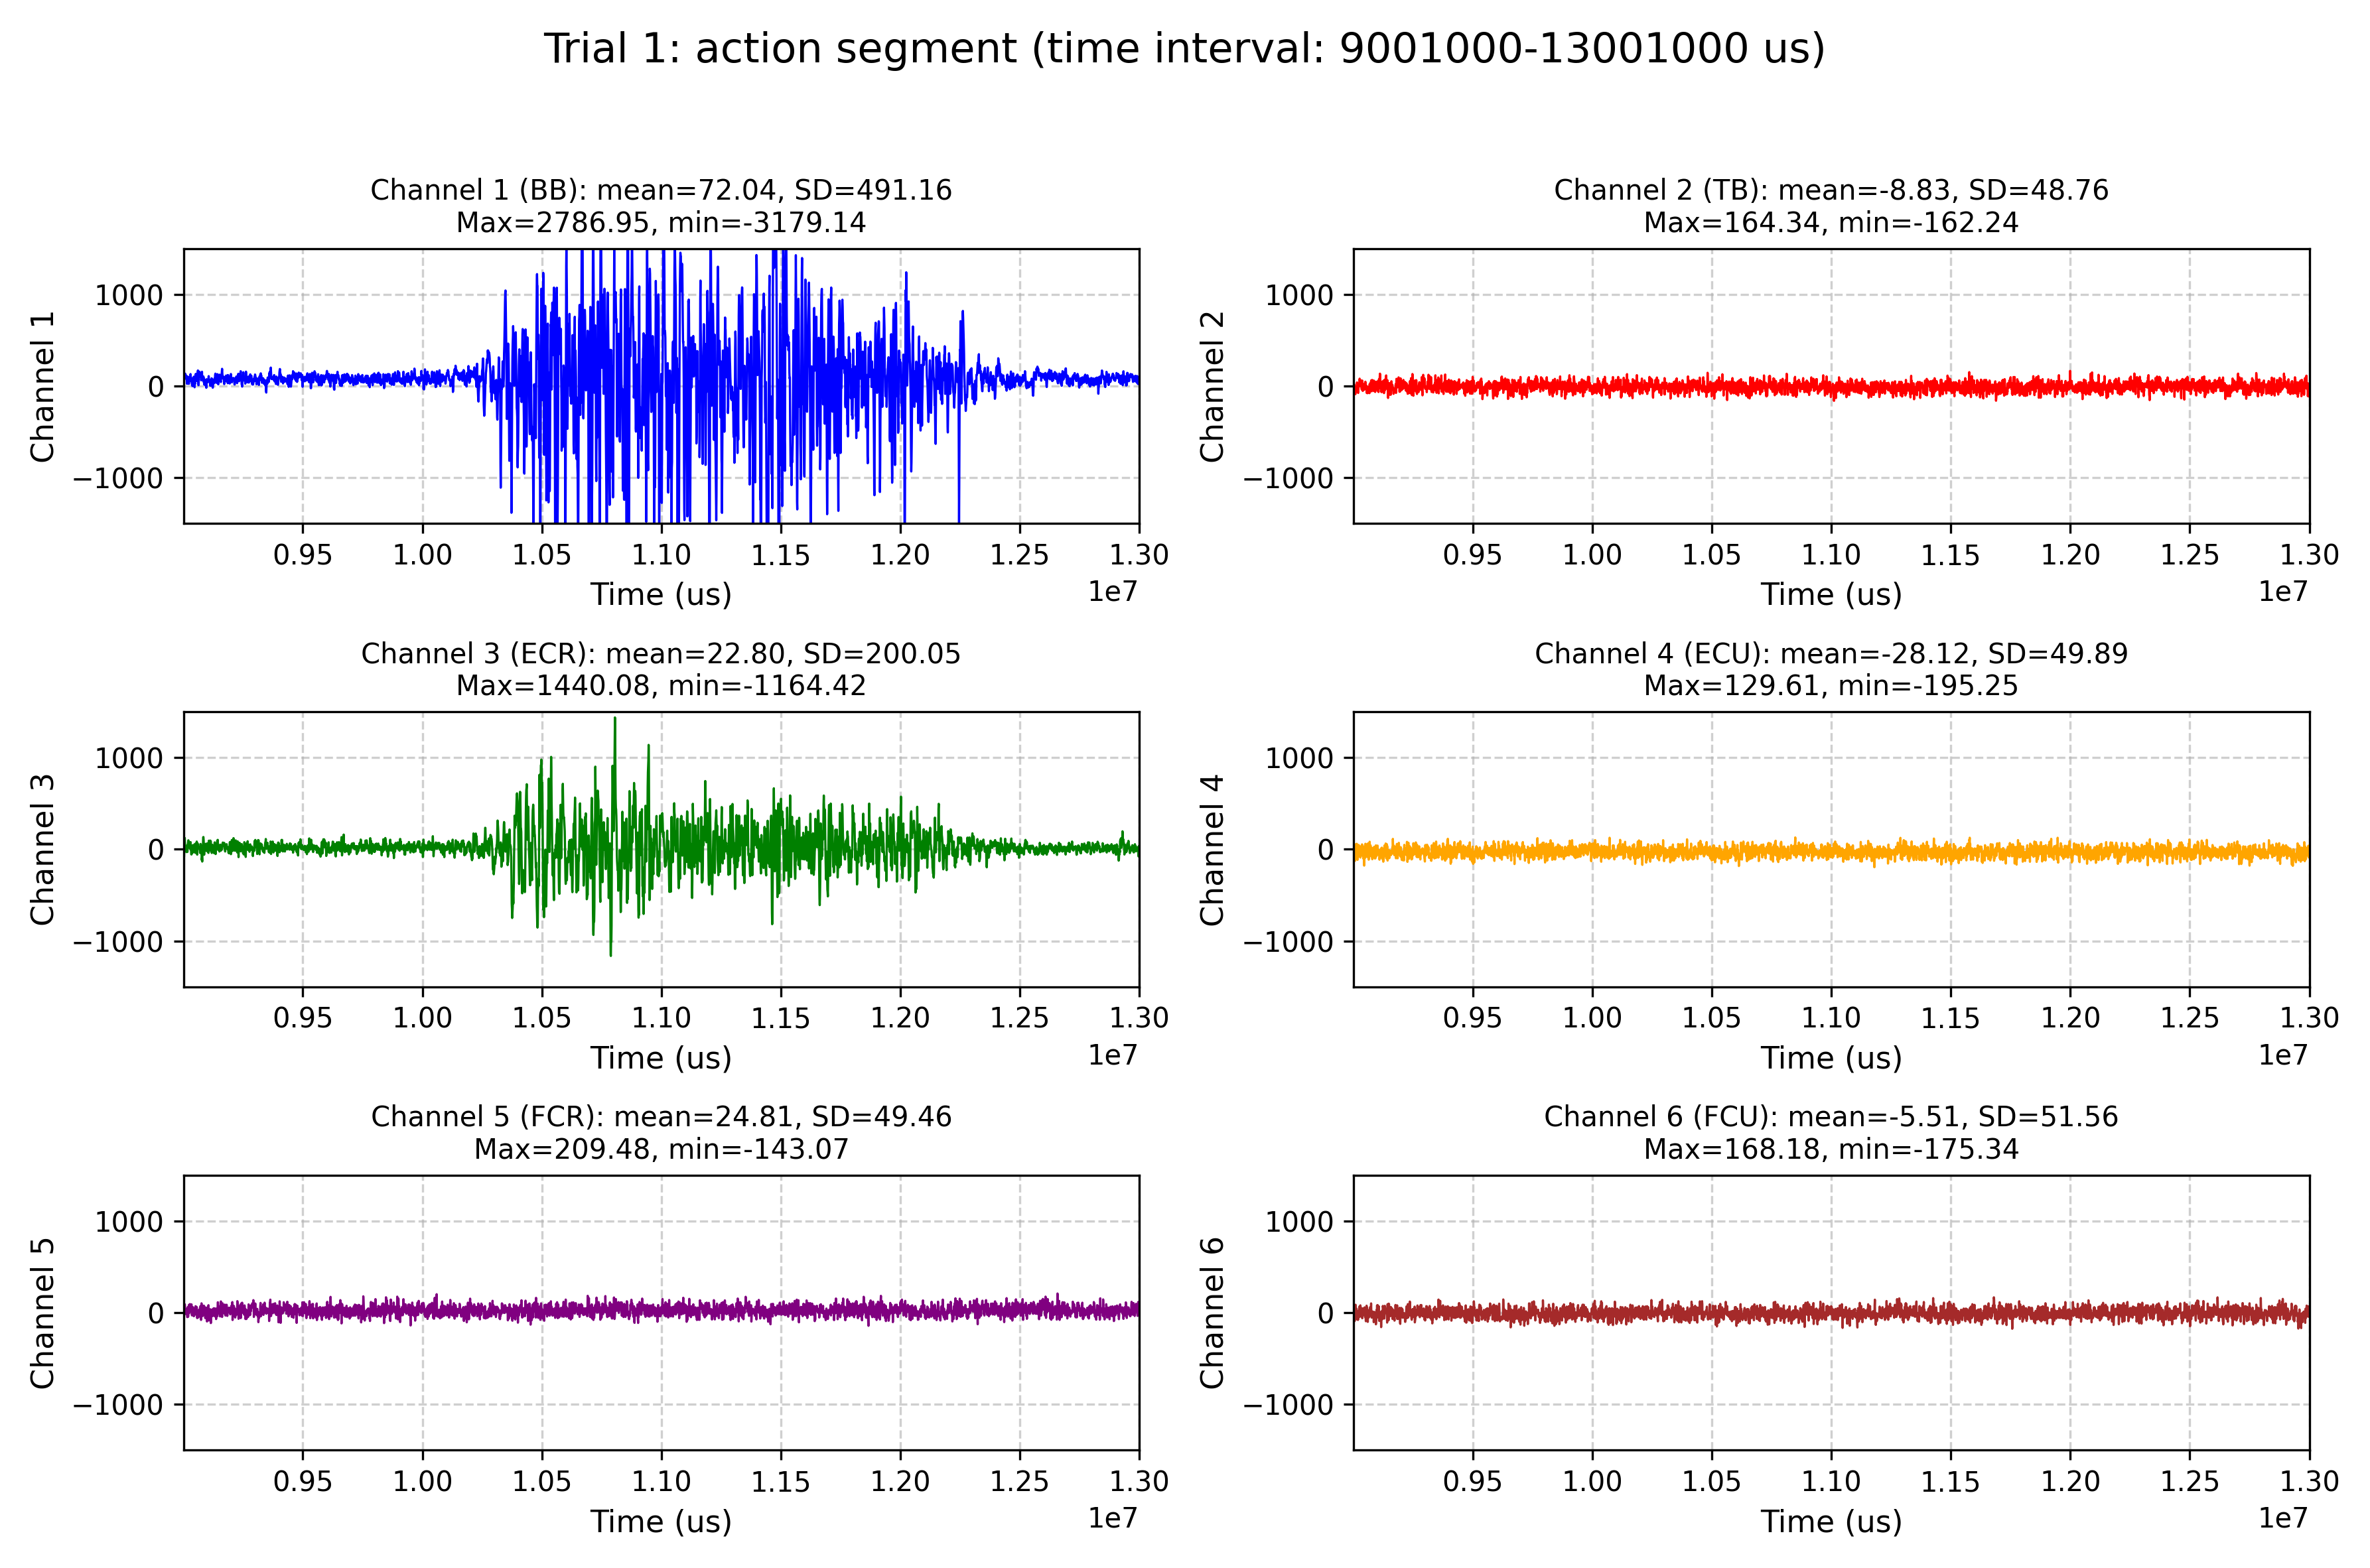 Trial 1: action segment (time interval: 9001000-13001000 us)
Channel 1 (BB): mean=72.04, SD=491.16
Max=2786.95, min=-3179.14
Channel 1
1000
0
−1000
0.95 1.00 1.05 1.10 1.15 1.20 1.25 1.30
1e7
Time (us)
Channel 2 (TB): mean=-8.83, SD=48.76
Max=164.34, min=-162.24
Channel 2
1000
0
−1000
0.95 1.00 1.05 1.10 1.15 1.20 1.25 1.30
1e7
Time (us)
Channel 3 (ECR): mean=22.80, SD=200.05
Max=1440.08, min=-1164.42
Channel 3
1000
0
−1000
0.95 1.00 1.05 1.10 1.15 1.20 1.25 1.30
1e7
Time (us)
Channel 4 (ECU): mean=-28.12, SD=49.89
Max=129.61, min=-195.25
Channel 4
1000
0
−1000
0.95 1.00 1.05 1.10 1.15 1.20 1.25 1.30
1e7
Time (us)
Channel 5 (FCR): mean=24.81, SD=49.46
Max=209.48, min=-143.07
Channel 5
1000
0
−1000
0.95 1.00 1.05 1.10 1.15 1.20 1.25 1.30
1e7
Time (us)
Channel 6 (FCU): mean=-5.51, SD=51.56
Max=168.18, min=-175.34
Channel 6
1000
0
−1000
0.95 1.00 1.05 1.10 1.15 1.20 1.25 1.30
1e7
Time (us)